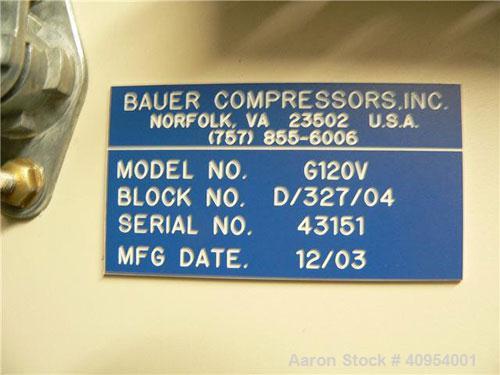 BAUER COMPRESSORS, INC.
NORFOLK, VA 23502 U.S.A.
(757) 855-6006
MODEL NO. G120V
BLOCK NO. D/327/04
SERIAL NO. 43151
MFG DATE. 12/03
Aaron Stock # 40954001